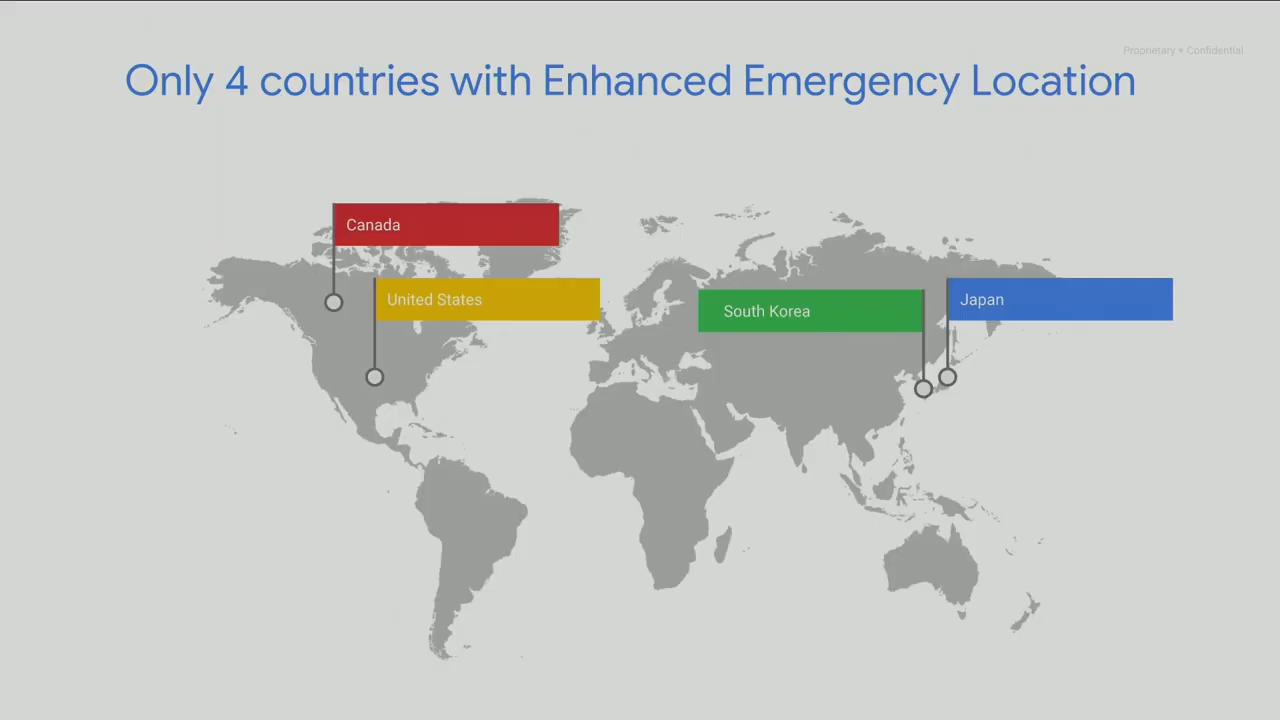 Proprietary + Confidential
Only 4 countries with Enhanced Emergency Location
Canada
United States
South Korea
Japan